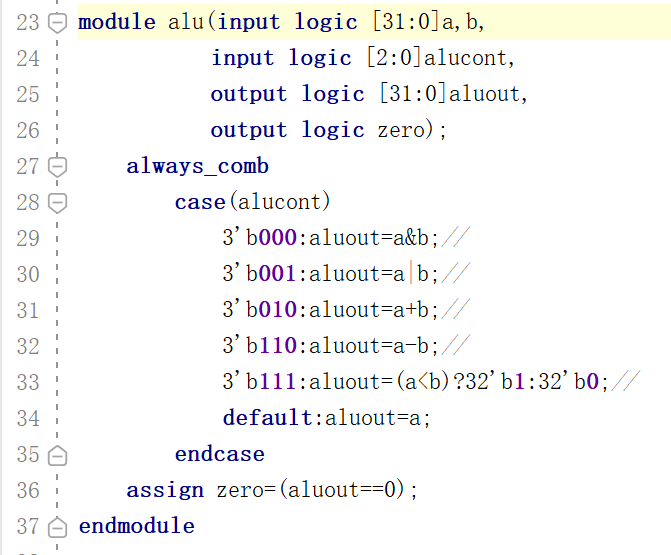 23 module alu(input logic [31:0]a,b,
24 input logic [2:0]alucont,
25 output logic [31:0]aluout,
26 output logic zero);
27 always_comb
28 case(alucont)
29 3'b000:aluout=a&b;//
30 3'b001:aluout=a|b;//
31 3'b010:aluout=a+b;//
32 3'b110:aluout=a-b;//
33 3'b111:aluout=(a<b)?32'b1:32'b0;//
34 default:aluout=a;
35 endcase
36 assign zero=(aluout==0);
37 endmodule